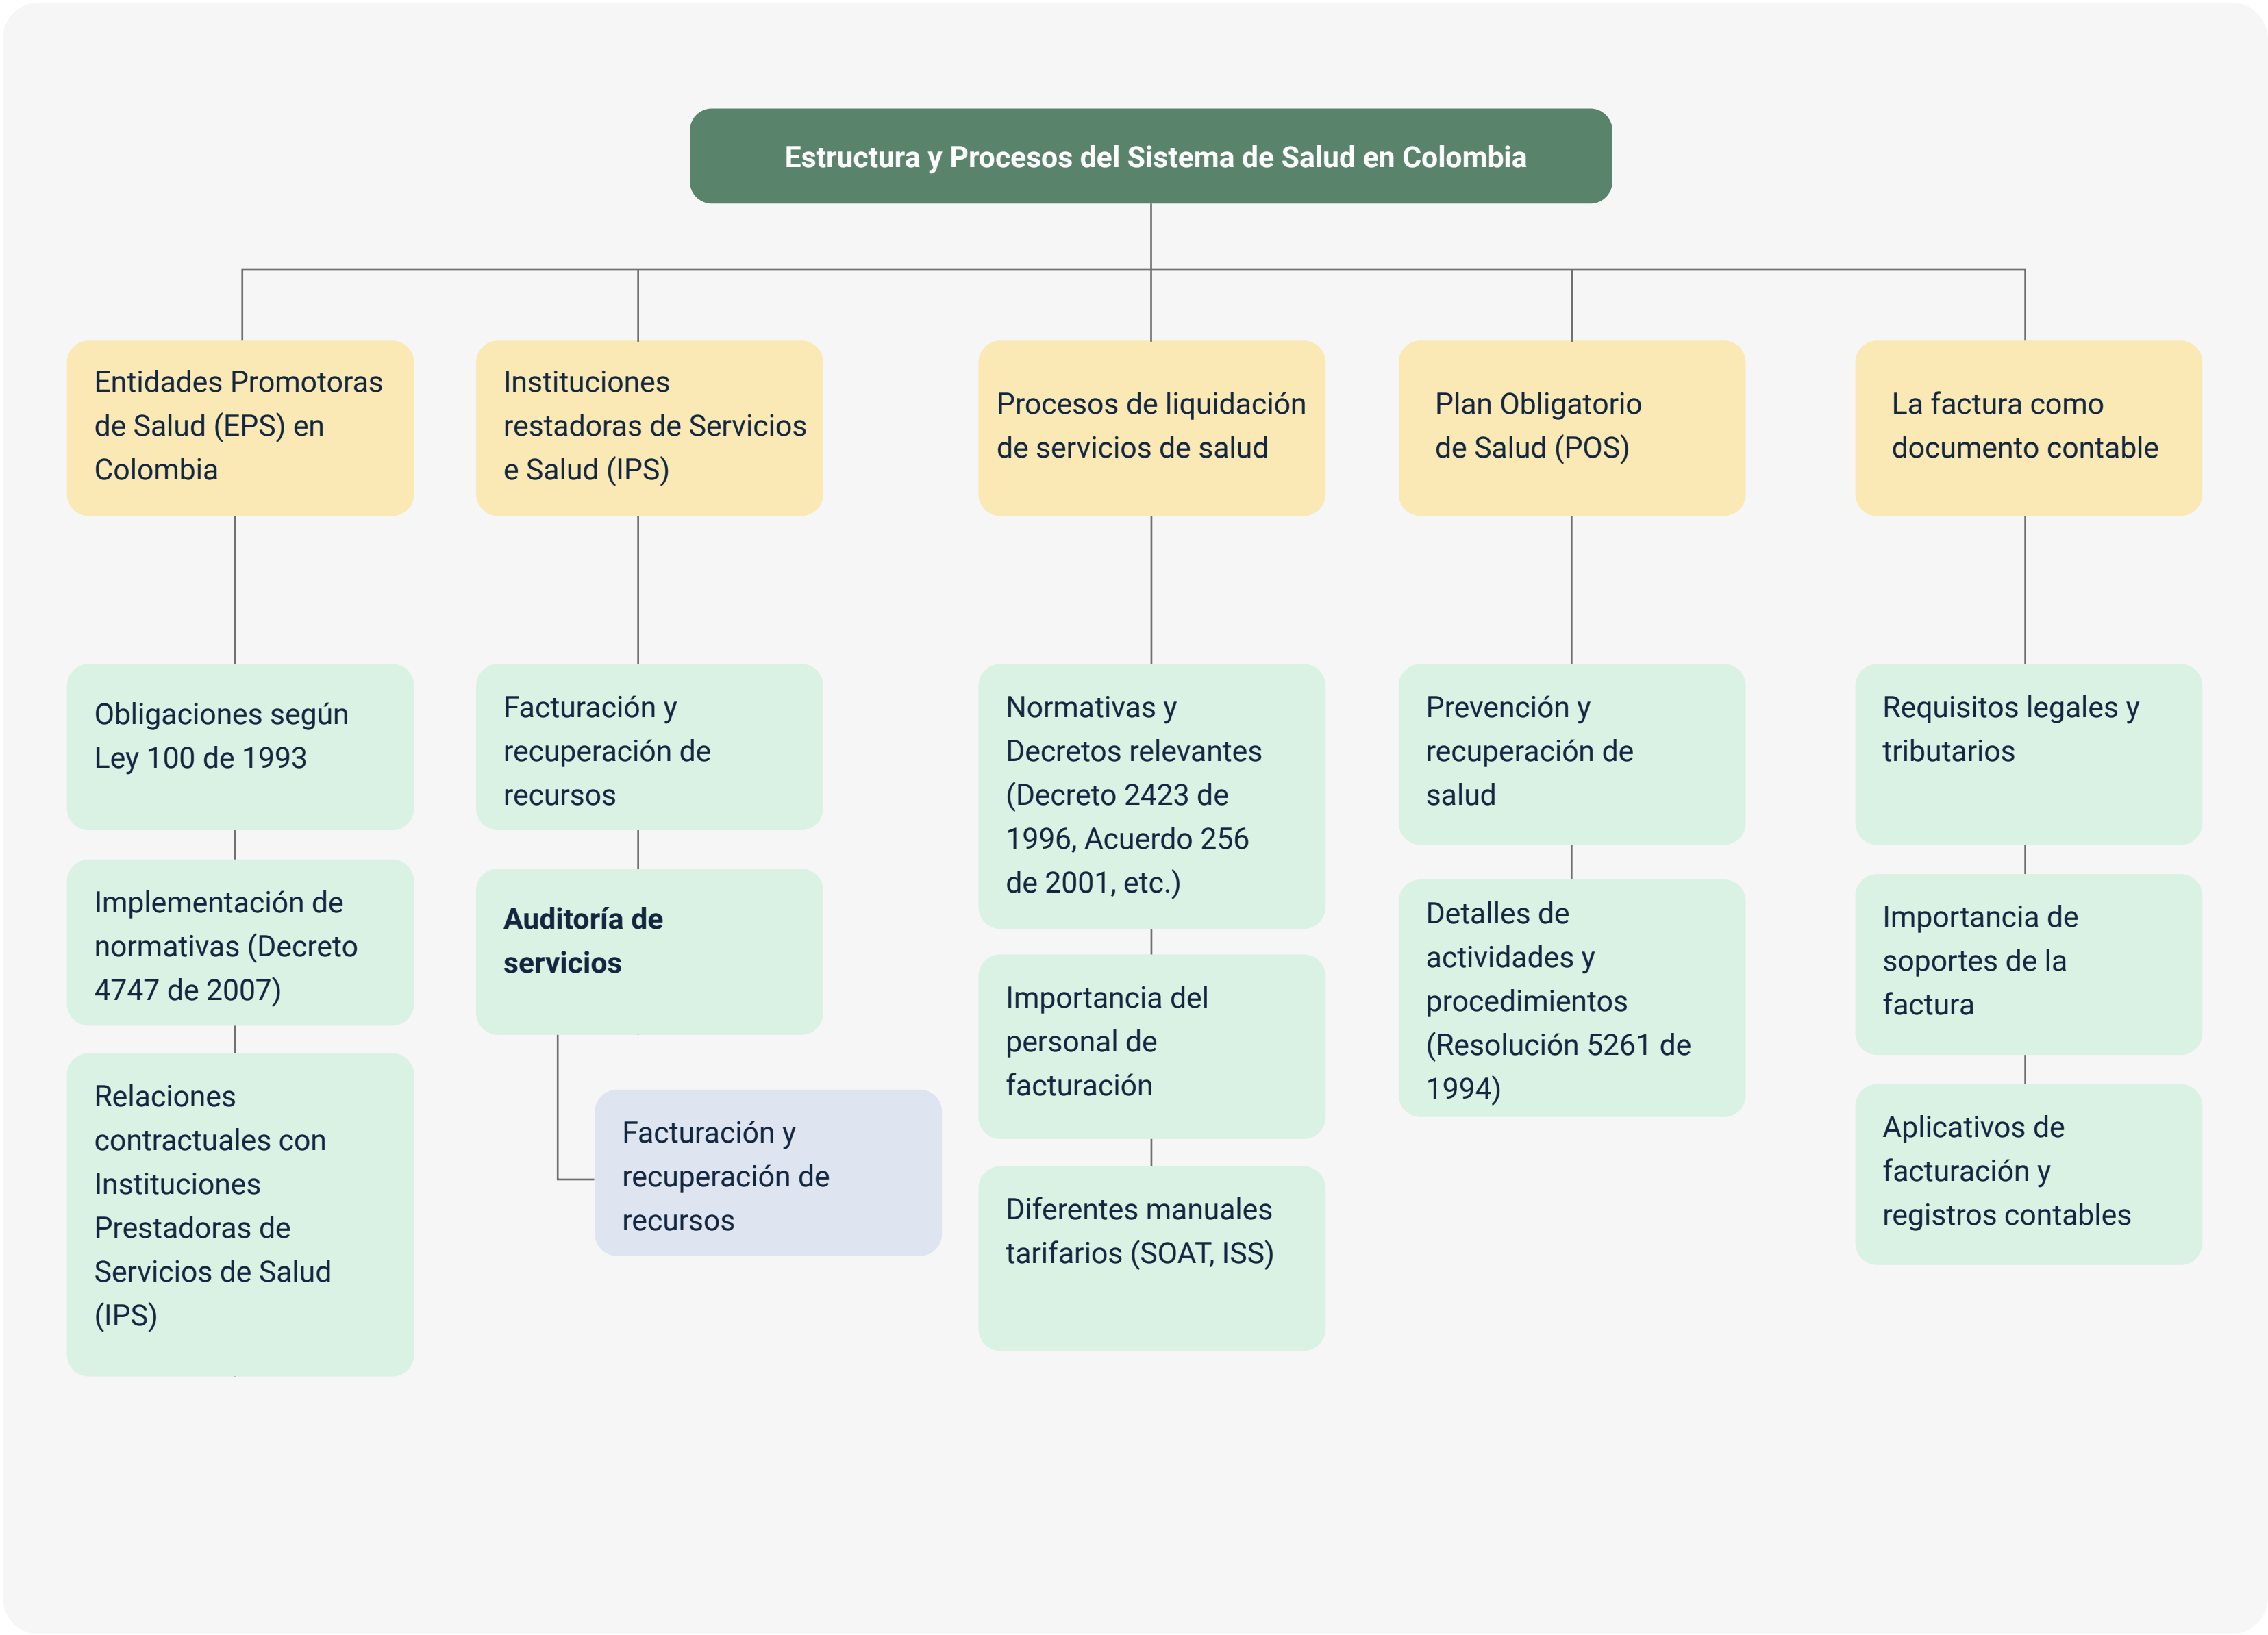 Estructura y Procesos del Sistema de Salud en Colombia
Entidades Promotoras
de Salud (EPS) en
Colombia
Instituciones
restadoras de Servicios
e Salud (IPS)
Procesos de liquidación
de servicios de salud
Plan Obligatorio
de Salud (POS)
La factura como
documento contable
Obligaciones según
Ley 100 de 1993
Implementación de
normativas (Decreto
4747 de 2007)
Relaciones
contractuales con
Instituciones
Prestadoras de
Servicios de Salud
(IPS)
Facturación y
recuperación de
recursos
Auditoría de
servicios
Facturación y
recuperación de
recursos
Normativas y
Decretos relevantes
(Decreto 2423 de
1996, Acuerdo 256
de 2001, etc.)
Importancia del
personal de
facturación
Diferentes manuales
tarifarios (SOAT, ISS)
Prevención y
recuperación de
salud
Detalles de
actividades y
procedimientos
(Resolución 5261 de
1994)
Requisitos legales y
tributarios
Importancia de
soportes de la
factura
Aplicativos de
facturación y
registros contables